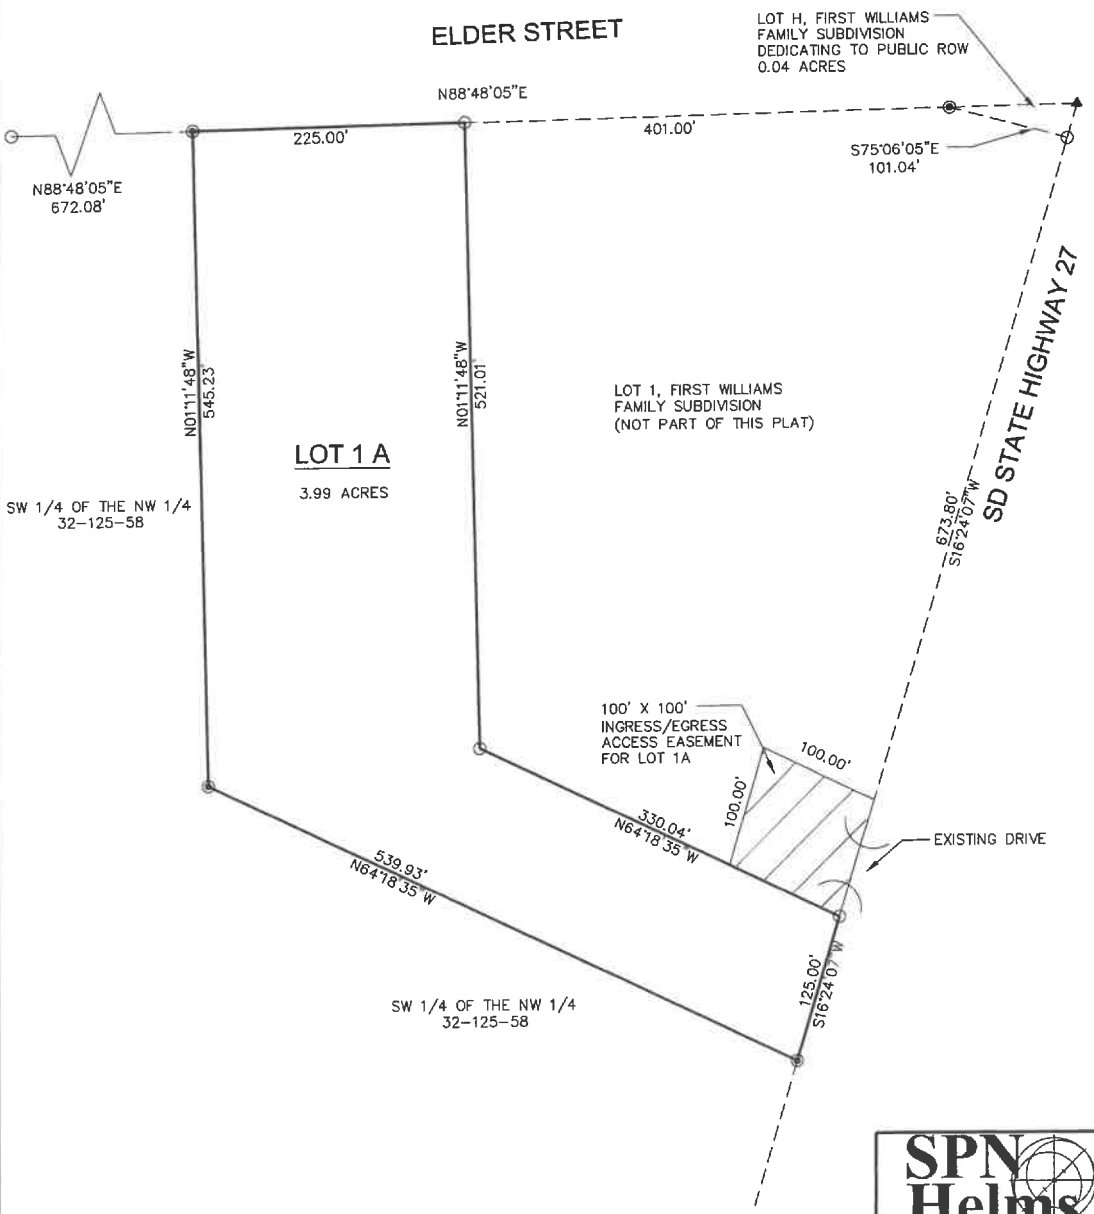 ELDER STREET
LOT H, FIRST WILLIAMS
FAMILY SUBDIVISION
DEDICATING TO PUBLIC ROW
0.04 ACRES
N88°48'05"E
225.00'
401.00'
S75°06'05"E
101.04'
N88°48'05"E
672.08'
N01°11'48"W
545.23'
N01°11'48"W
521.01'
LOT 1, FIRST WILLIAMS
FAMILY SUBDIVISION
(NOT PART OF THIS PLAT)
SD STATE HIGHWAY 27
673.80'
S16°24'07"W
LOT 1 A
3.99 ACRES
SW 1/4 OF THE NW 1/4
32-125-58
100' X 100'
INGRESS/EGRESS
ACCESS EASEMENT
FOR LOT 1A
100.00'
100.00'
330.04'
N64°18'35"W
EXISTING DRIVE
539.93'
N64°18'35"W
125.00'
S16°24'07"W
SW 1/4 OF THE NW 1/4
32-125-58
SPN
Helms